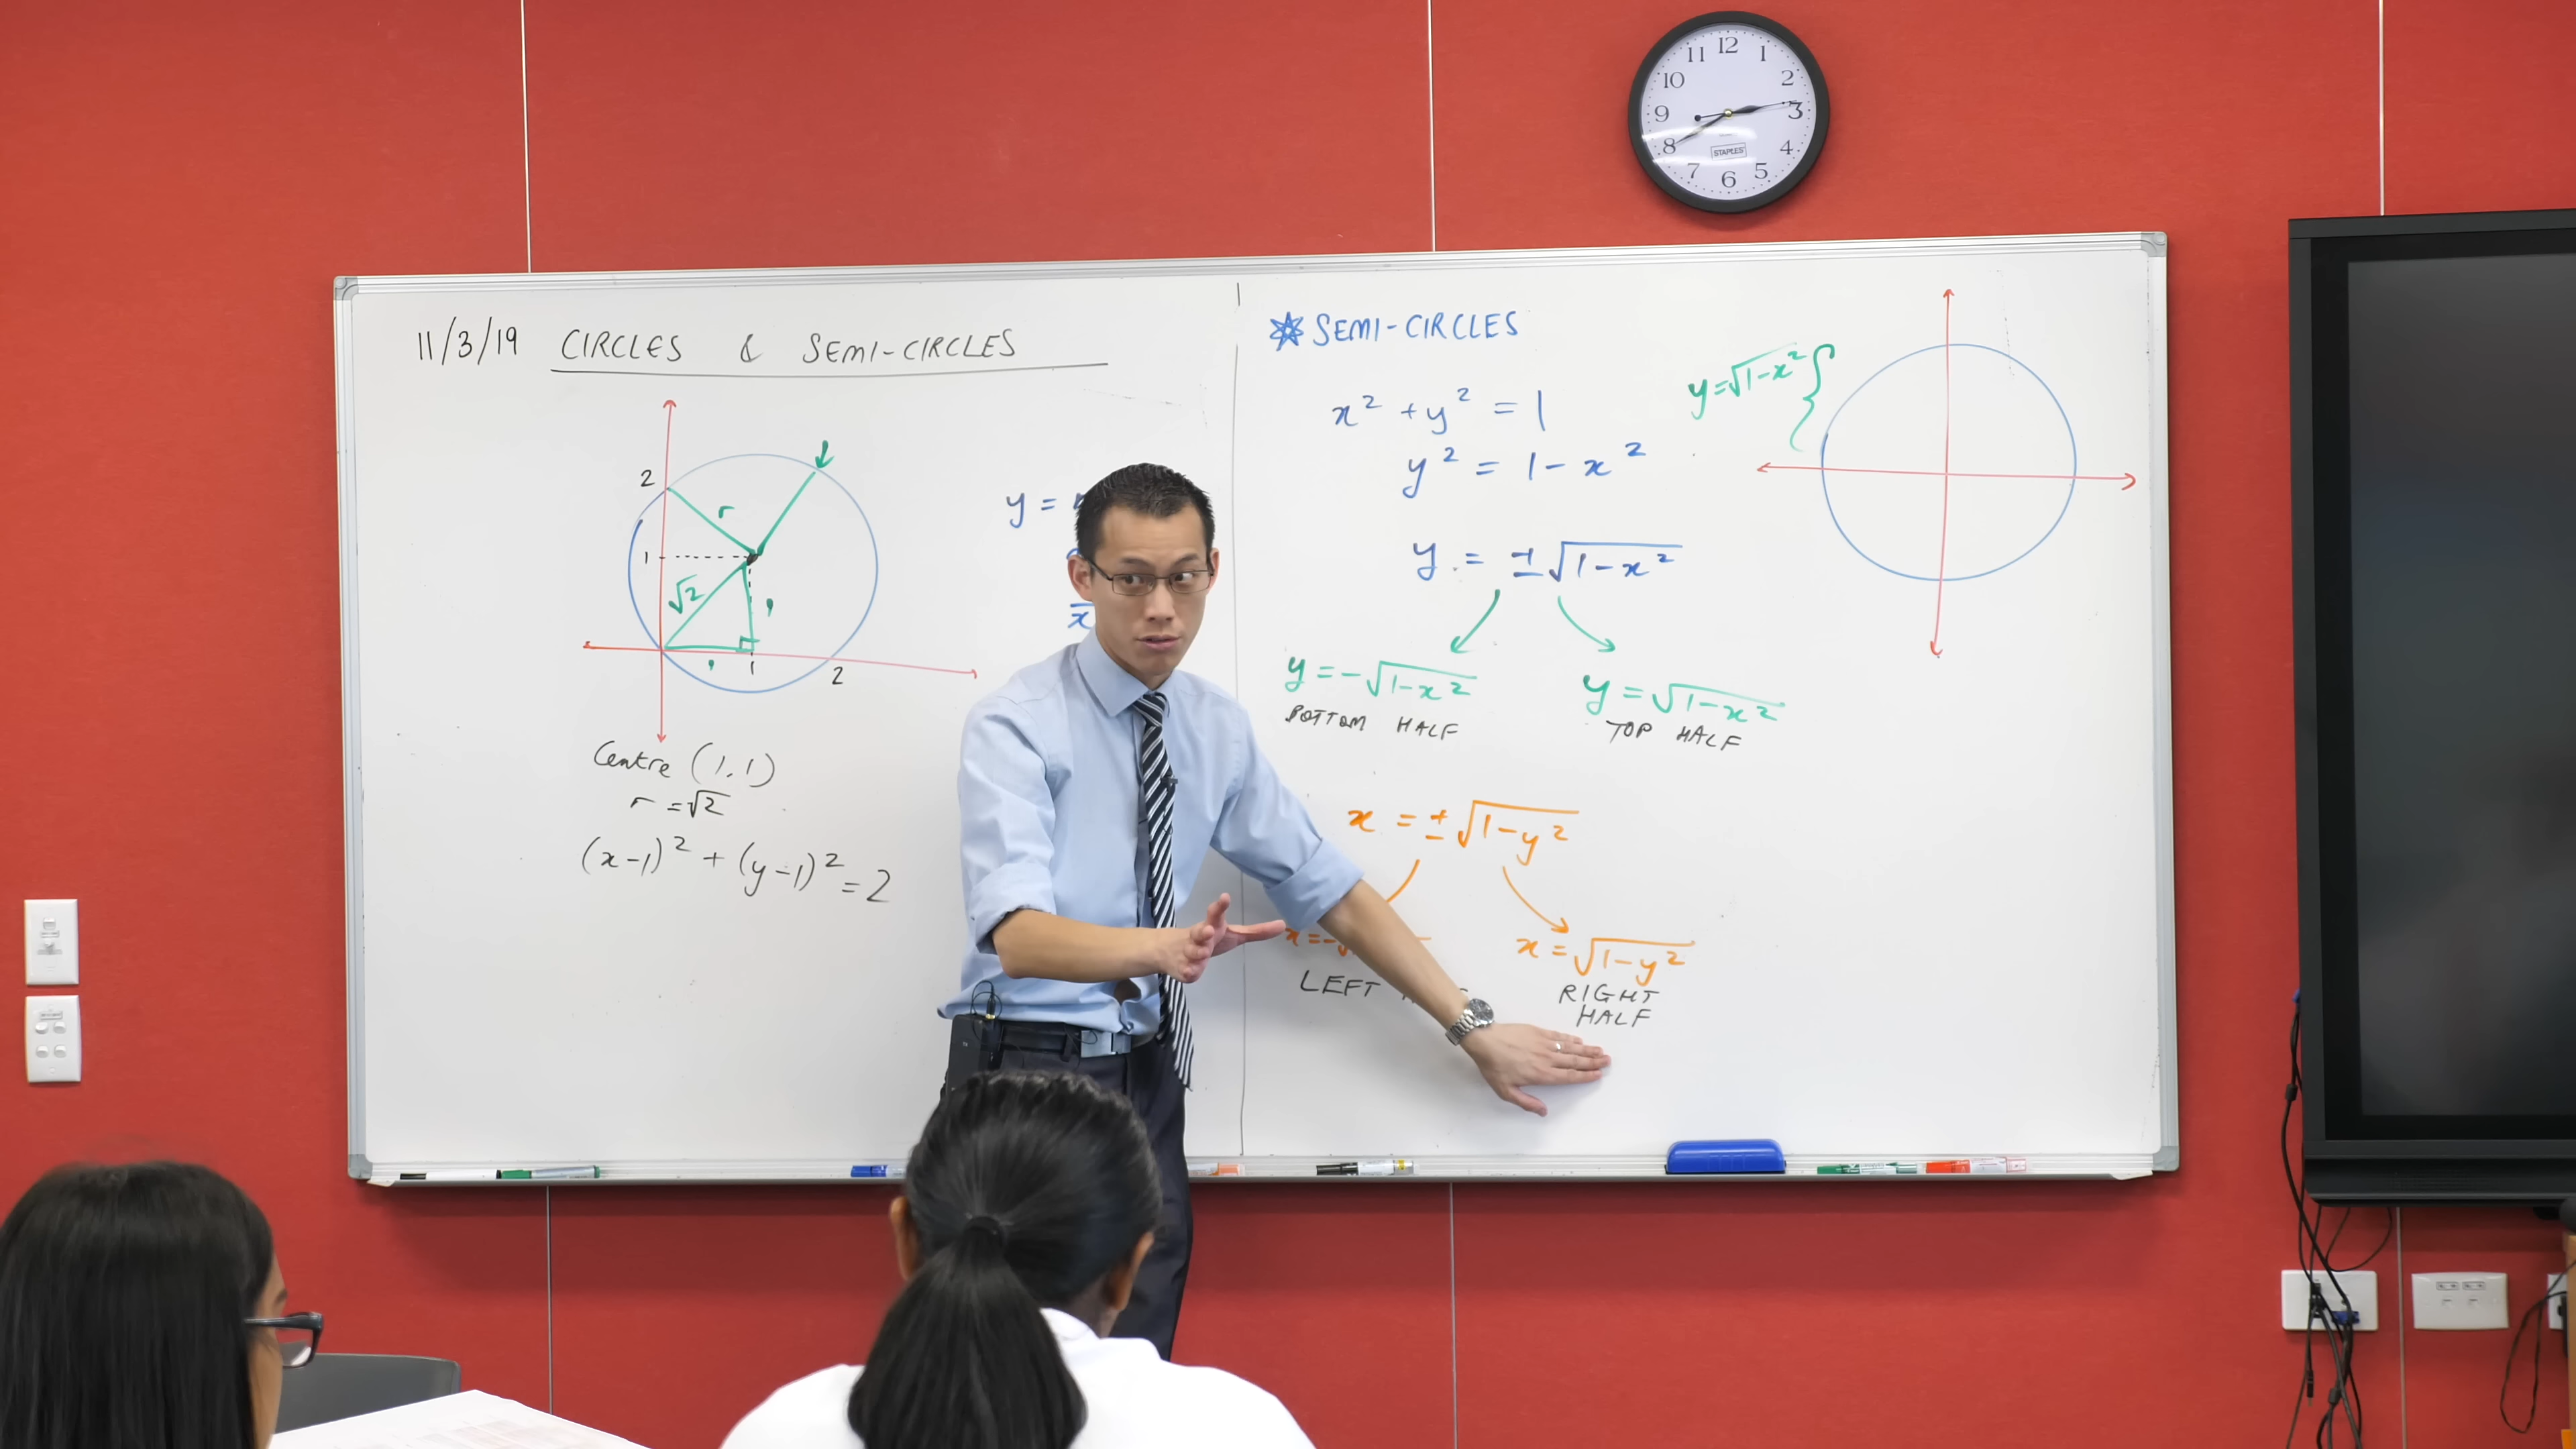 11/3/19 CIRCLES & SEMI-CIRCLES
2
r
1
√2
1
1
1
2
Centre (1,1)
r = √2
(x-1)² + (y-1)² = 2
y =
x
SEMI-CIRCLES
x² + y² = 1
y² = 1 - x²
y = ±√1-x²
y = -√1-x²
BOTTOM HALF
y = √1-x²
TOP HALF
x = ±√1-y²
x = -√
LEFT
x = √1-y²
RIGHT
HALF
y = √1-x²
12
1
2
3
4
5
6
7
8
9
10
11
STAPLES